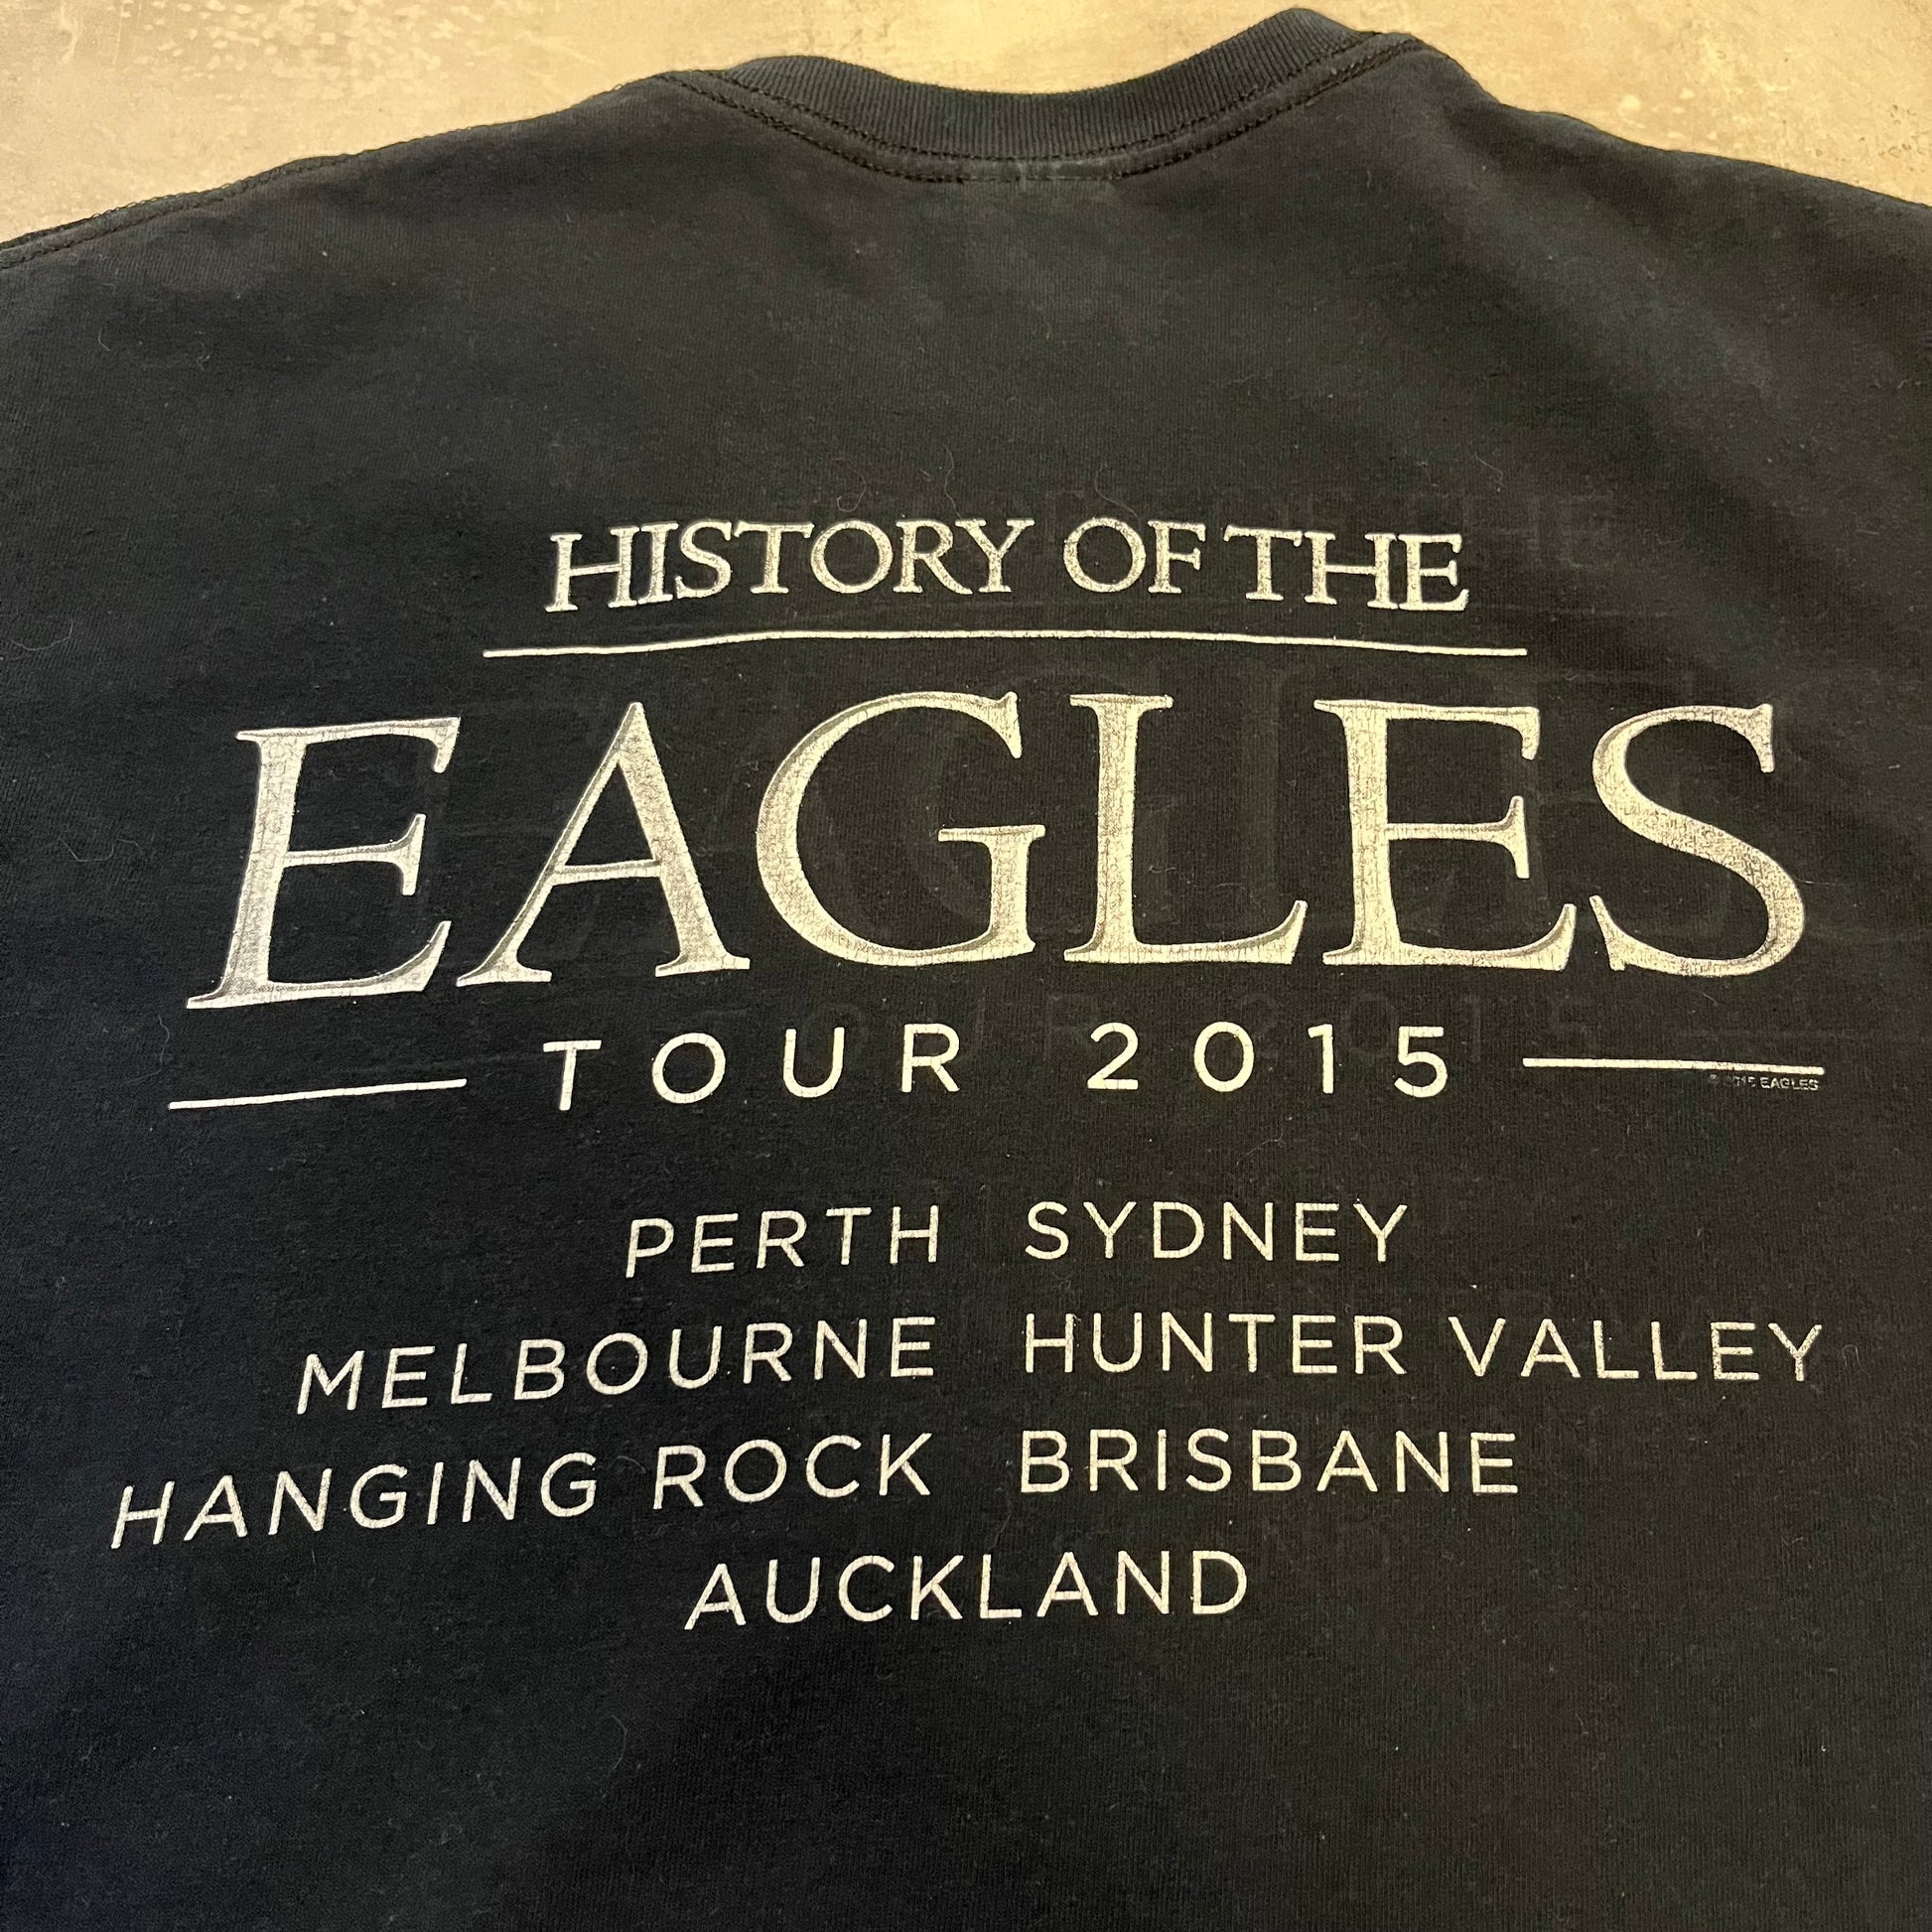 HISTORY OF THE
EAGLES
TOUR 2015
© 2015 EAGLES
PERTH SYDNEY
MELBOURNE HUNTER VALLEY
HANGING ROCK BRISBANE
AUCKLAND